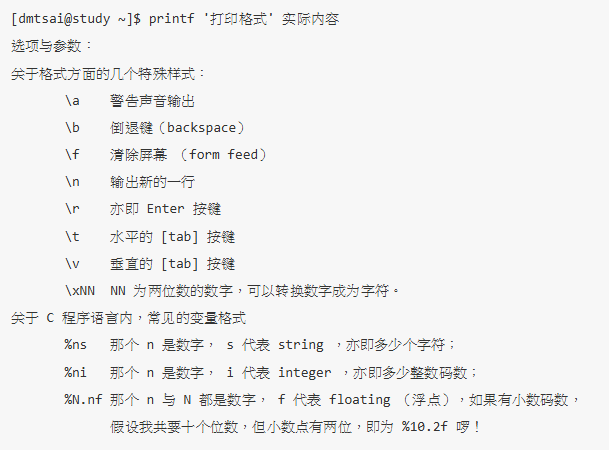 [dmtsai@study ~]$ printf '打印格式' 实际内容
选项与参数：
关于格式方面的几个特殊样式：
\a 警告声音输出
\b 倒退键（backspace）
\f 清除屏幕 （form feed）
\n 输出新的一行
\r 亦即 Enter 按键
\t 水平的 [tab] 按键
\v 垂直的 [tab] 按键
\xNN NN 为两位数的数字，可以转换数字成为字符。
关于 C 程序语言内，常见的变量格式
%ns 那个 n 是数字， s 代表 string ，亦即多少个字符；
%ni 那个 n 是数字， i 代表 integer ，亦即多少整数码数；
%N.nf 那个 n 与 N 都是数字， f 代表 floating （浮点），如果有小数码数，
假设我共要十个位数，但小数点有两位，即为 %10.2f 啰！